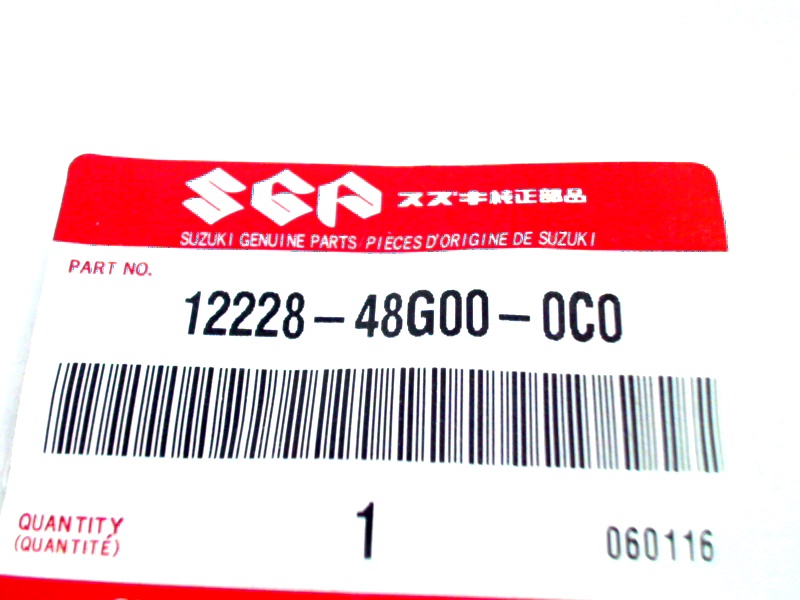 SGP スズキ純正部品
SUZUKI GENUINE PARTS/PIÈCES D'ORIGINE DE SUZUKI
PART NO.
12228-48G00-0C0
QUANTITY 1 060116
(QUANTITÉ)